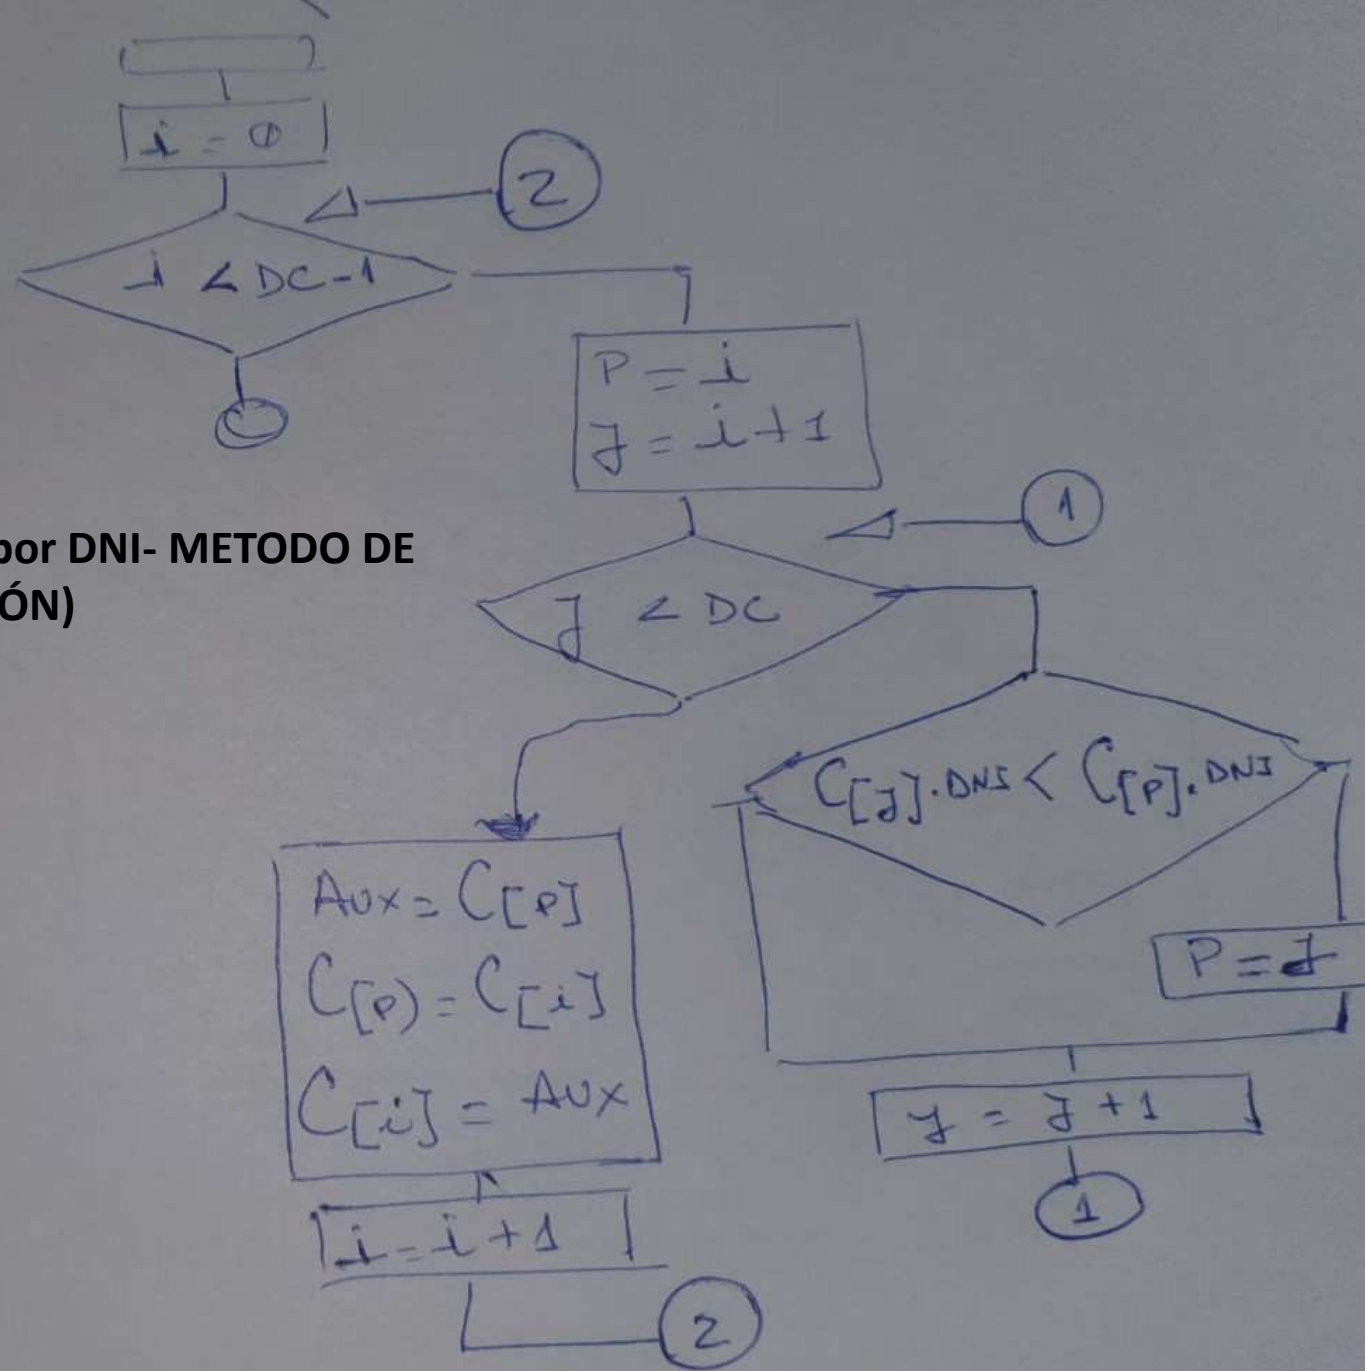 i = 0
2
i < DC-1
P = i
J = i+1
1
por DNI- METODO DE
ÓN)
J < DC
C[J].DNI < C[P].DNI
Aux = C[P]
P = J
C[P) = C[i]
C[i] = AUX
J = J + 1
1
i = i + 1
2